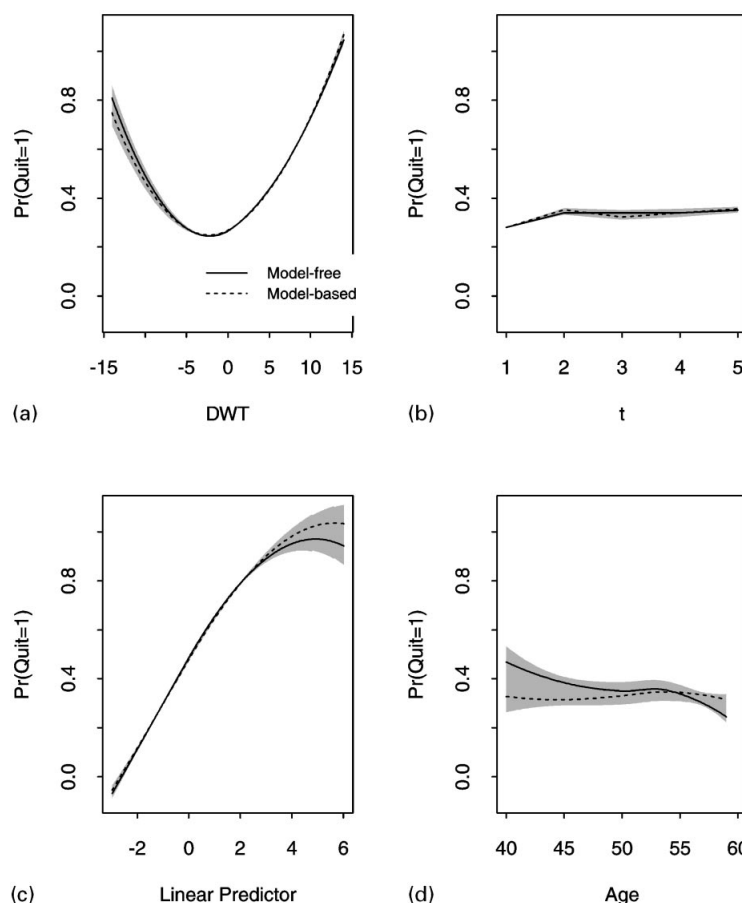 Pr(Quit=1)
0.0 0.4 0.8
Model-free
Model-based
-15 -5 0 5 10 15
(a) DWT
Pr(Quit=1)
0.0 0.4 0.8
1 2 3 4 5
(b) t
Pr(Quit=1)
0.0 0.4 0.8
-2 0 2 4 6
(c) Linear Predictor
Pr(Quit=1)
0.0 0.4 0.8
40 45 50 55 60
(d) Age